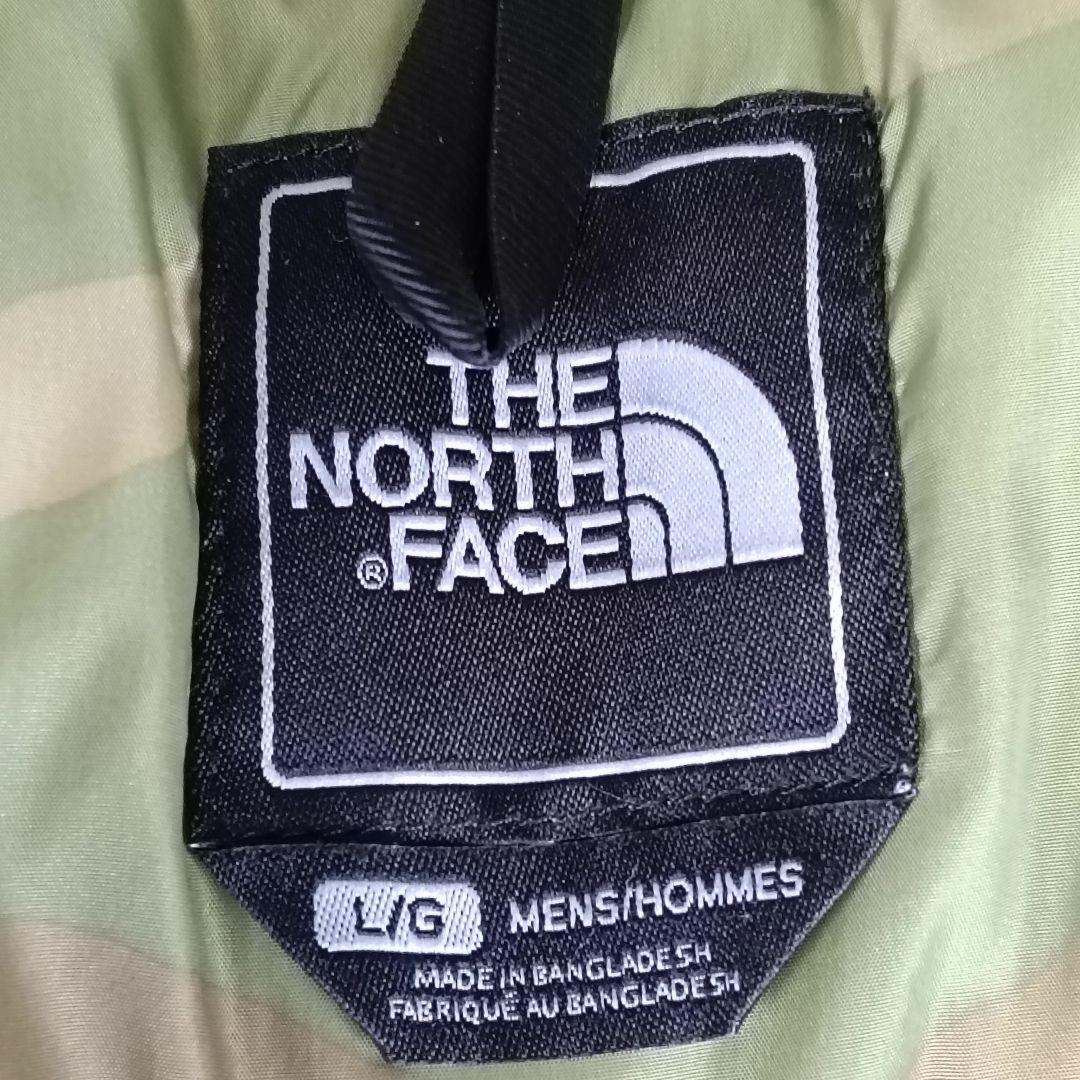 THE
NORTH
®FACE
L/G MENS/HOMMES
MADE IN BANGLADESH
FABRIQUÉ AU BANGLADESH